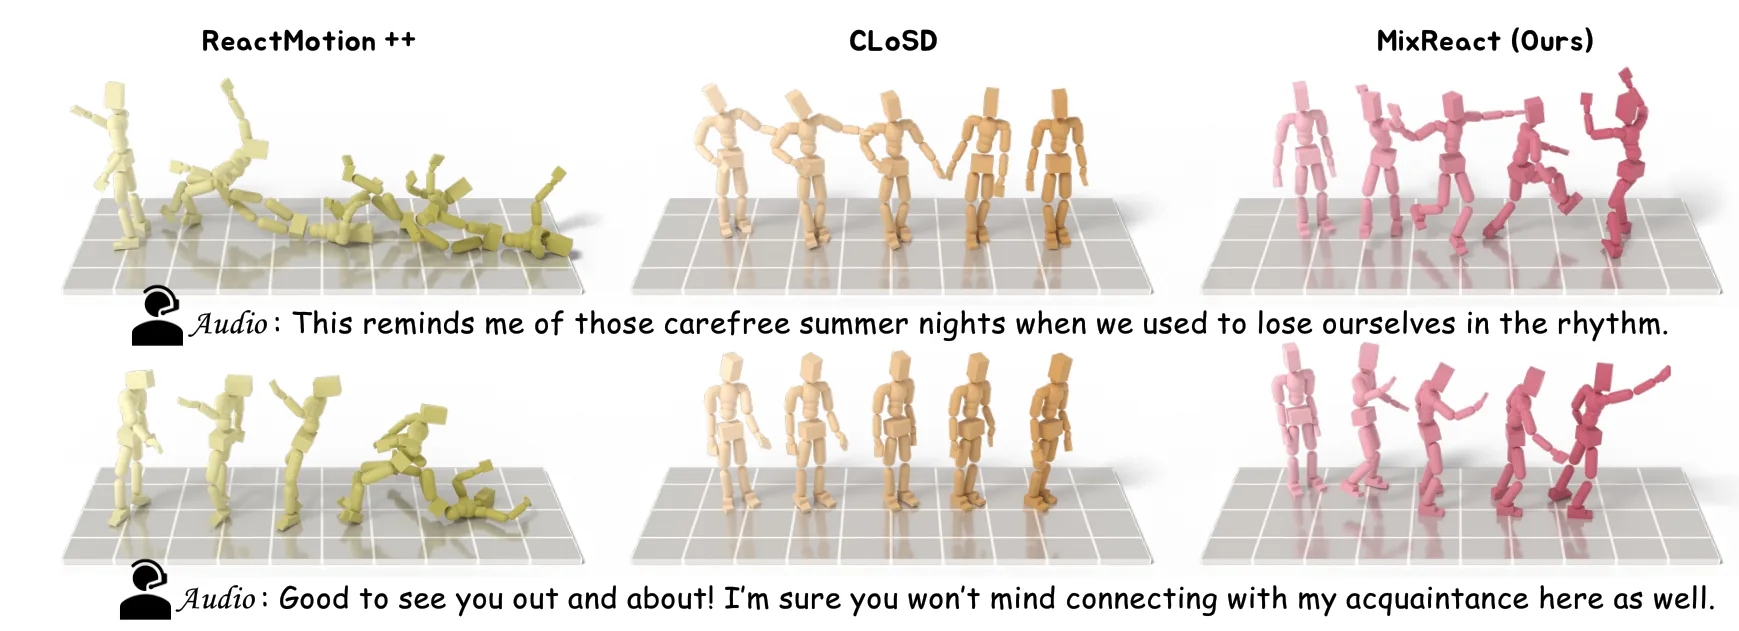 ReactMotion ++ CLoSD MixReact (Ours)
Audio: This reminds me of those carefree summer nights when we used to lose ourselves in the rhythm.
Audio: Good to see you out and about! I'm sure you won't mind connecting with my acquaintance here as well.